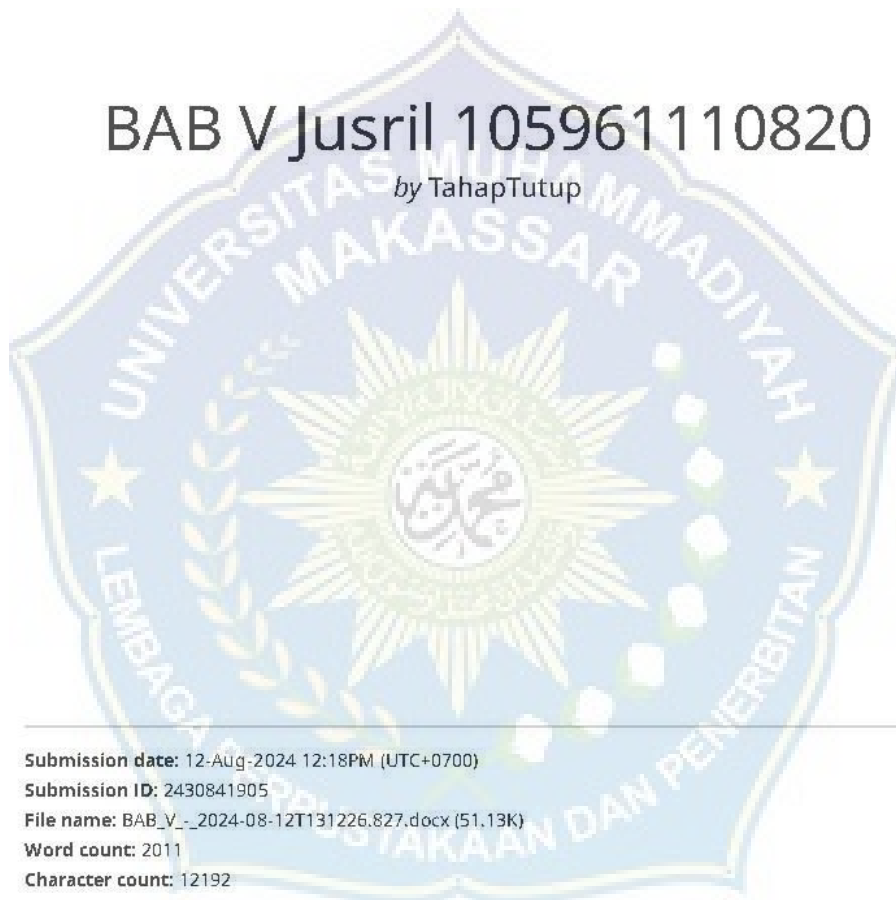 BAB V Jusril 105961110820
by TahapTutup
UNIVERSITAS MUHAMMADIYAH
MAKASSAR
محمدية
LEMBAGA PERPUSTAKAAN DAN PENERBITAN
Submission date: 12-Aug-2024 12:18PM (UTC+0700)
Submission ID: 2430841905
File name: BAB_V_-_2024-08-12T131226.827.docx (51.13K)
Word count: 2011
Character count: 12192